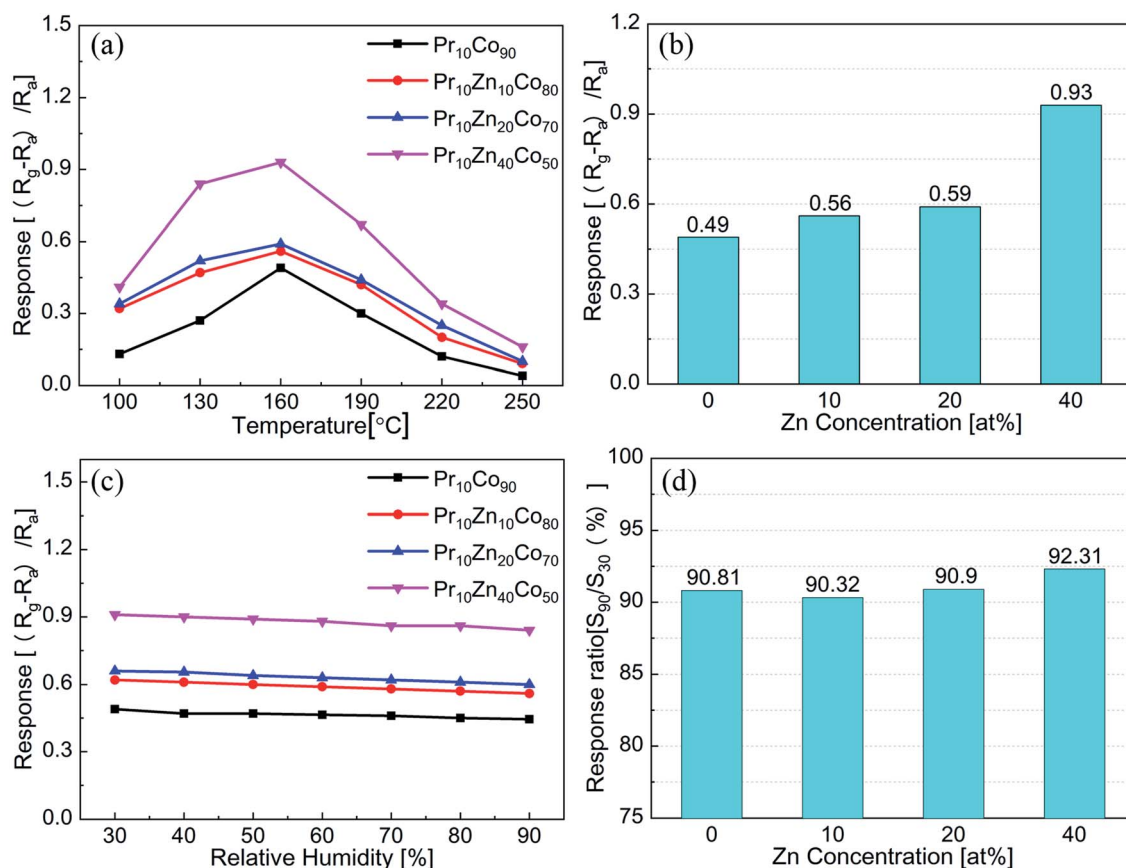 (a)
Response [ (Rg-Ra) /Ra]
1.5
1.2
0.9
0.6
0.3
0.0
Pr10Co90
Pr10Zn10Co80
Pr10Zn20Co70
Pr10Zn40Co50
100 130 160 190 220 250
Temperature[°C]
(b)
Response [ (Rg-Ra) /Ra]
1.2
0.9
0.6
0.3
0.0
0.49
0.56
0.59
0.93
0 10 20 40
Zn Concentration [at%]
(c)
Response [ (Rg-Ra) /Ra]
1.5
1.2
0.9
0.6
0.3
0.0
Pr10Co90
Pr10Zn10Co80
Pr10Zn20Co70
Pr10Zn40Co50
30 40 50 60 70 80 90
Relative Humidity [%]
(d)
Response ratio[S90/S30 (%) ]
100
95
90
85
80
75
90.81
90.32
90.9
92.31
0 10 20 40
Zn Concentration [at%]